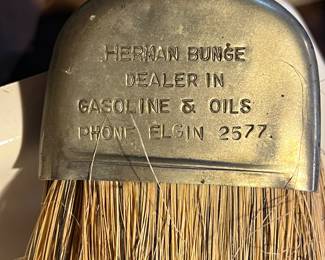 HERMAN BUNGE
DEALER IN
GASOLINE & OILS
PHONE ELGIN 2577.